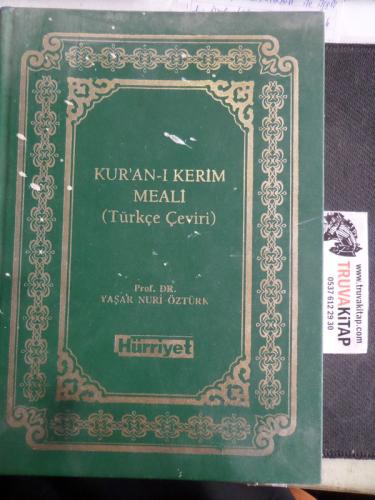 KUR'AN-I KERİM
MEALİ
(Türkçe Çeviri)
Prof. DR.
YAŞAR NURİ ÖZTÜRK
Hürriyet
www.truvakitap.com
TRUVAKİTAP
0537 612 29 30